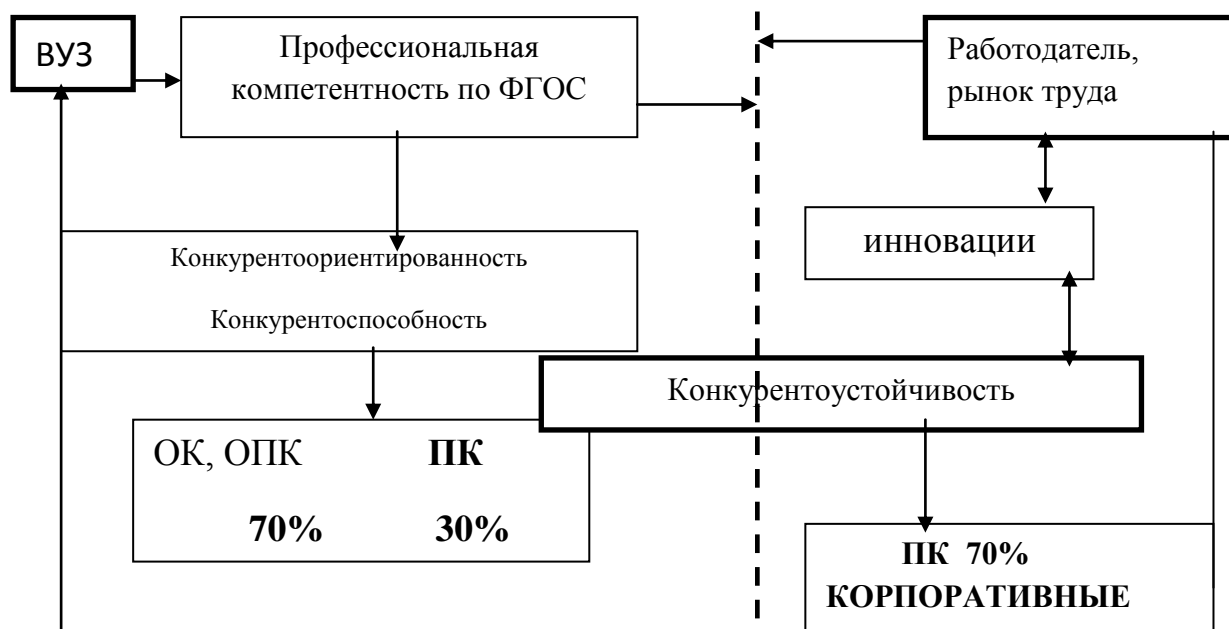 ВУЗ
Профессиональная
компетентность по ФГОС
Работодатель,
рынок труда
инновации
Конкурентоориентированность
Конкурентоспособность
Конкурентоустойчивость
ОК, ОПК ПК
70% 30%
ПК 70%
КОРПОРАТИВНЫЕ